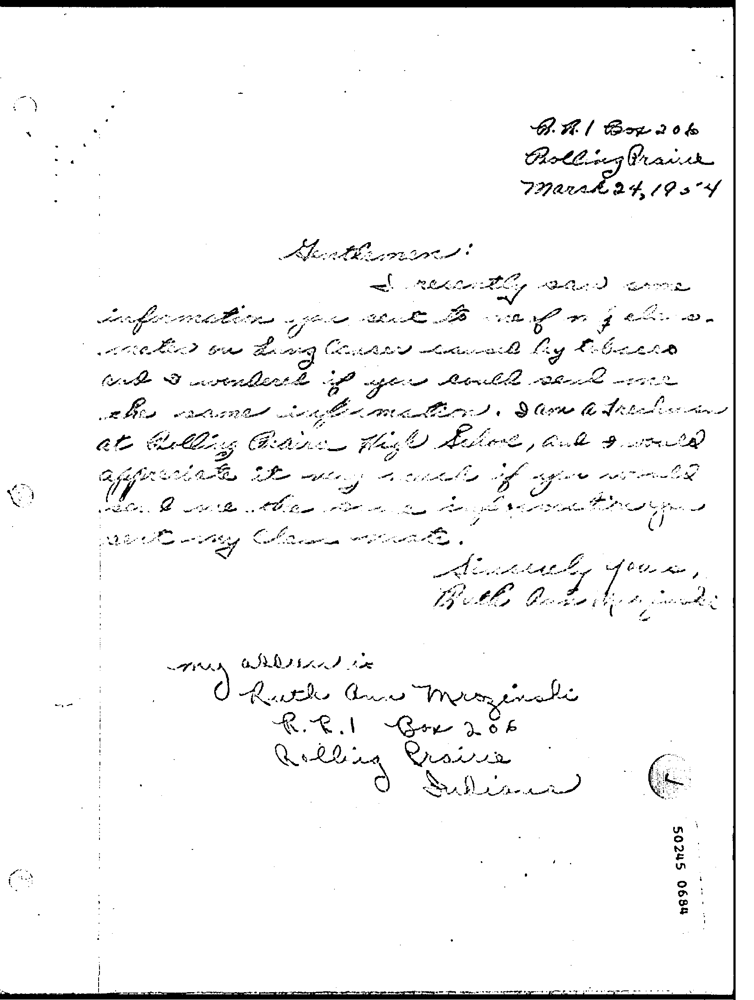 R.R. 1 Box 206
Rolling Prairie
March 24, 1954
Gentlemen:
I recently saw some
information you sent to one of my class-
mates on Lung Cancer caused by tobacco
and I wondered if you could send me
the same information. I am a Freshman
at Rolling Prairie High School, and I would
appreciate it very much if you would
send me the same information you
sent my Class mate.
Sincerely yours,
Ruth Ann Mrozinski
my address is
Ruth Ann Mrozinski
R.R. 1 Box 206
Rolling Prairie
Indiana
50245 0684